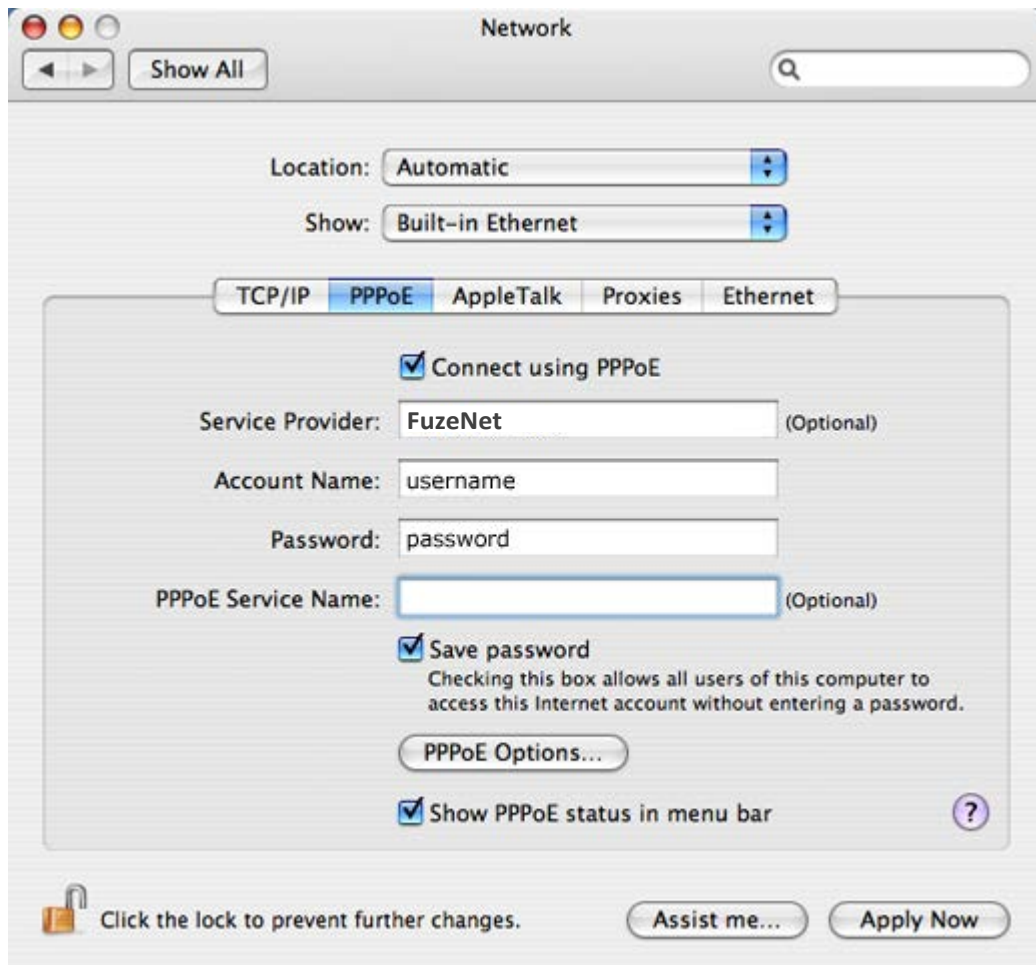 Network
Show All
Location: Automatic
Show: Built-in Ethernet
TCP/IP PPPoE AppleTalk Proxies Ethernet
Connect using PPPoE
Service Provider: FuzeNet (Optional)
Account Name: username
Password: password
PPPoE Service Name: (Optional)
Save password
Checking this box allows all users of this computer to
access this Internet account without entering a password.
PPPoE Options...
Show PPPoE status in menu bar ?
Click the lock to prevent further changes. Assist me... Apply Now